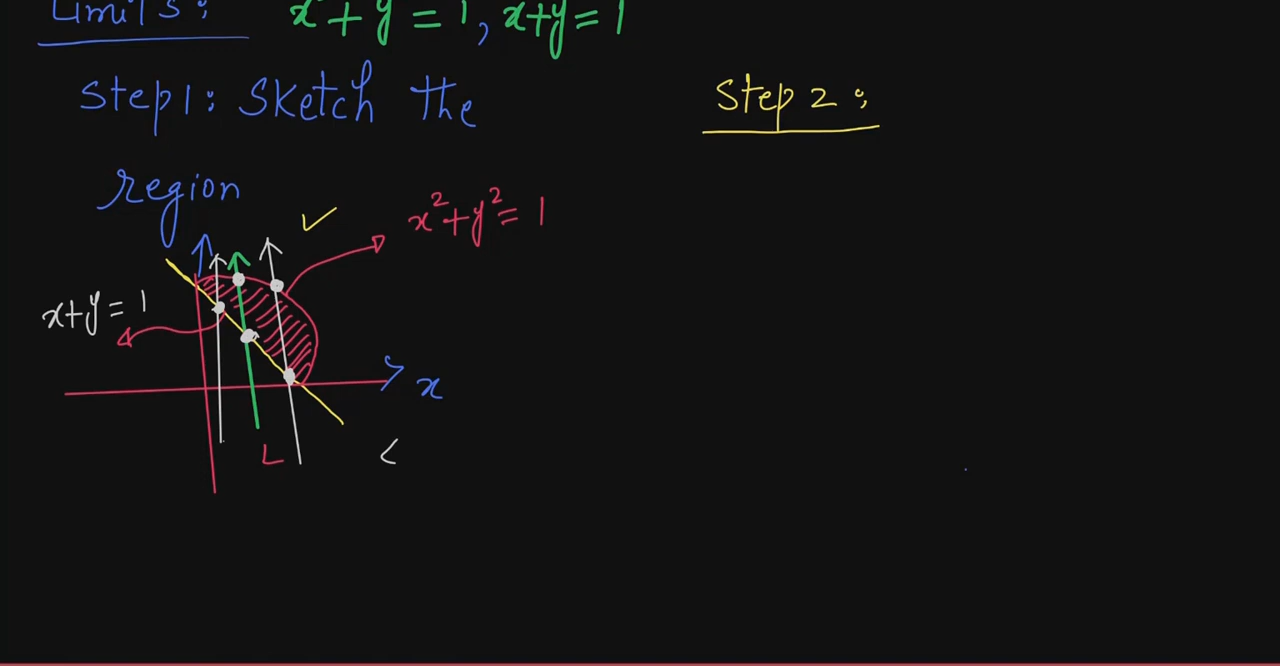 Limits: x²+y²=1, x+y=1
Step1: Sketch the
region
Step 2:
x²+y²=1
x+y=1
x
L
<